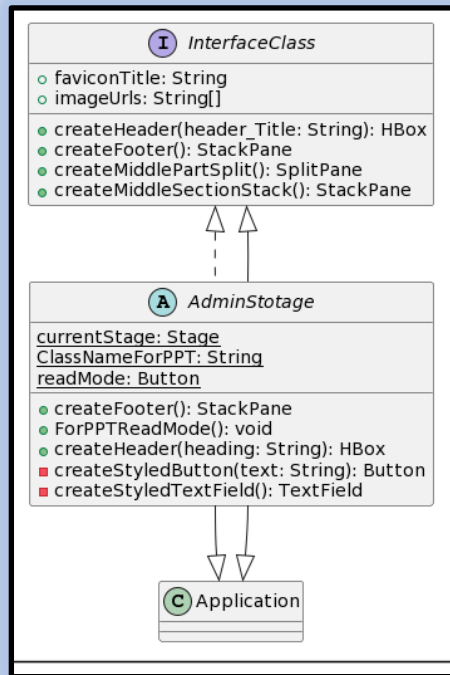 I InterfaceClass
faviconTitle: String
imageUrls: String[]
createHeader(header_Title: String): HBox
createFooter(): StackPane
createMiddlePartSplit(): SplitPane
createMiddleSectionStack(): StackPane
A AdminStotage
currentStage: Stage
ClassNameForPPT: String
readMode: Button
createFooter(): StackPane
ForPPTReadMode(): void
createHeader(heading: String): HBox
createStyledButton(text: String): Button
createStyledTextField(): TextField
C Application